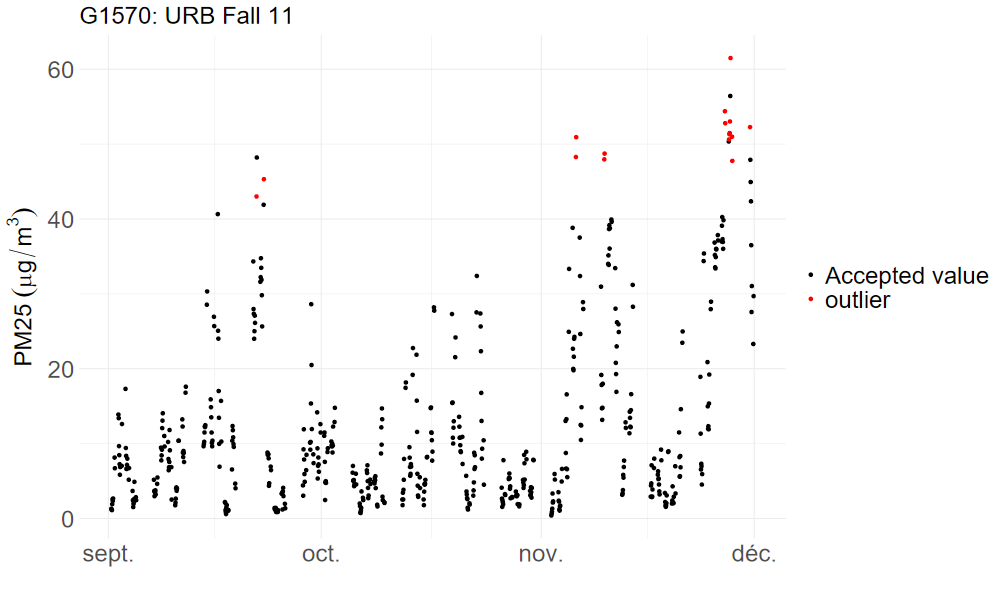 G1570: URB Fall 11
PM25 (μg/m³)
60
40
20
0
sept.
oct.
nov.
déc.
Accepted value
outlier